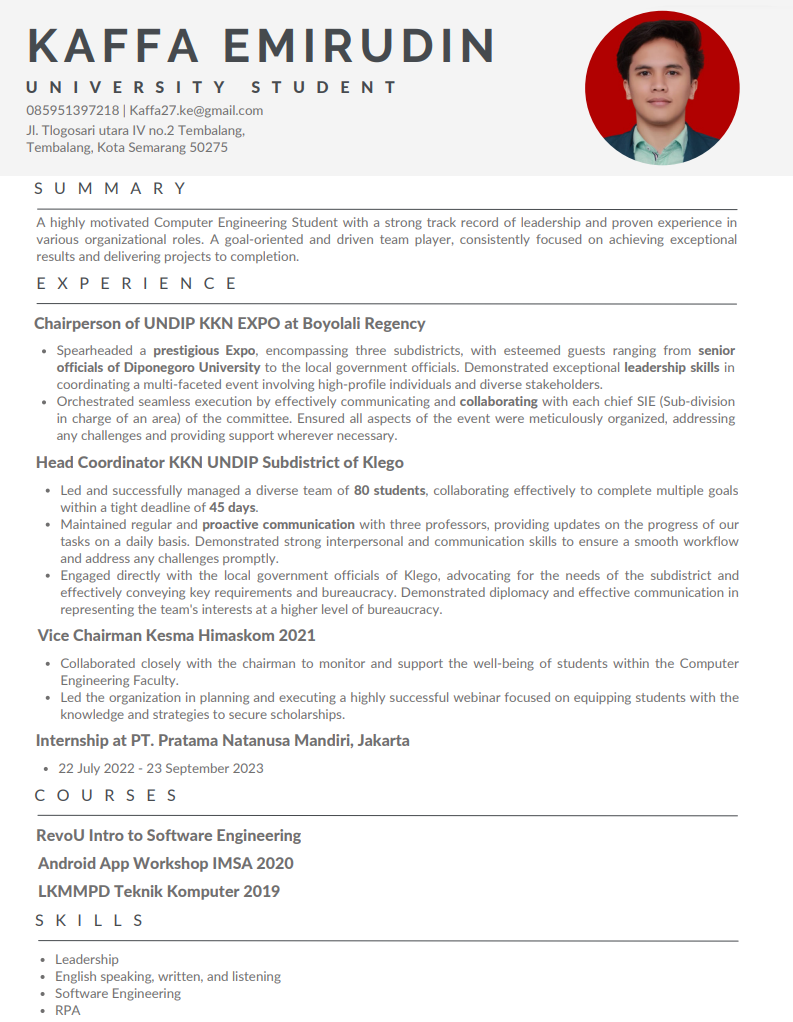 KAFFA EMIRUDIN
UNIVERSITY STUDENT
085951397218 | Kaffa27.ke@gmail.com
Jl. Tlogosari utara IV no.2 Tembalang,
Tembalang, Kota Semarang 50275
SUMMARY
A highly motivated Computer Engineering Student with a strong track record of leadership and proven experience in
various organizational roles. A goal-oriented and driven team player, consistently focused on achieving exceptional
results and delivering projects to completion.
EXPERIENCE
Chairperson of UNDIP KKN EXPO at Boyolali Regency
• Spearheaded a prestigious Expo, encompassing three subdistricts, with esteemed guests ranging from senior
officials of Diponegoro University to the local government officials. Demonstrated exceptional leadership skills in
coordinating a multi-faceted event involving high-profile individuals and diverse stakeholders.
• Orchestrated seamless execution by effectively communicating and collaborating with each chief SIE (Sub-division
in charge of an area) of the committee. Ensured all aspects of the event were meticulously organized, addressing
any challenges and providing support wherever necessary.
Head Coordinator KKN UNDIP Subdistrict of Klego
• Led and successfully managed a diverse team of 80 students, collaborating effectively to complete multiple goals
within a tight deadline of 45 days.
• Maintained regular and proactive communication with three professors, providing updates on the progress of our
tasks on a daily basis. Demonstrated strong interpersonal and communication skills to ensure a smooth workflow
and address any challenges promptly.
• Engaged directly with the local government officials of Klego, advocating for the needs of the subdistrict and
effectively conveying key requirements and bureaucracy. Demonstrated diplomacy and effective communication in
representing the team's interests at a higher level of bureaucracy.
Vice Chairman Kesma Himaskom 2021
• Collaborated closely with the chairman to monitor and support the well-being of students within the Computer
Engineering Faculty.
• Led the organization in planning and executing a highly successful webinar focused on equipping students with the
knowledge and strategies to secure scholarships.
Internship at PT. Pratama Natanusa Mandiri, Jakarta
• 22 July 2022 - 23 September 2023
COURSES
RevoU Intro to Software Engineering
Android App Workshop IMSA 2020
LKMMPD Teknik Komputer 2019
SKILLS
• Leadership
• English speaking, written, and listening
• Software Engineering
• RPA